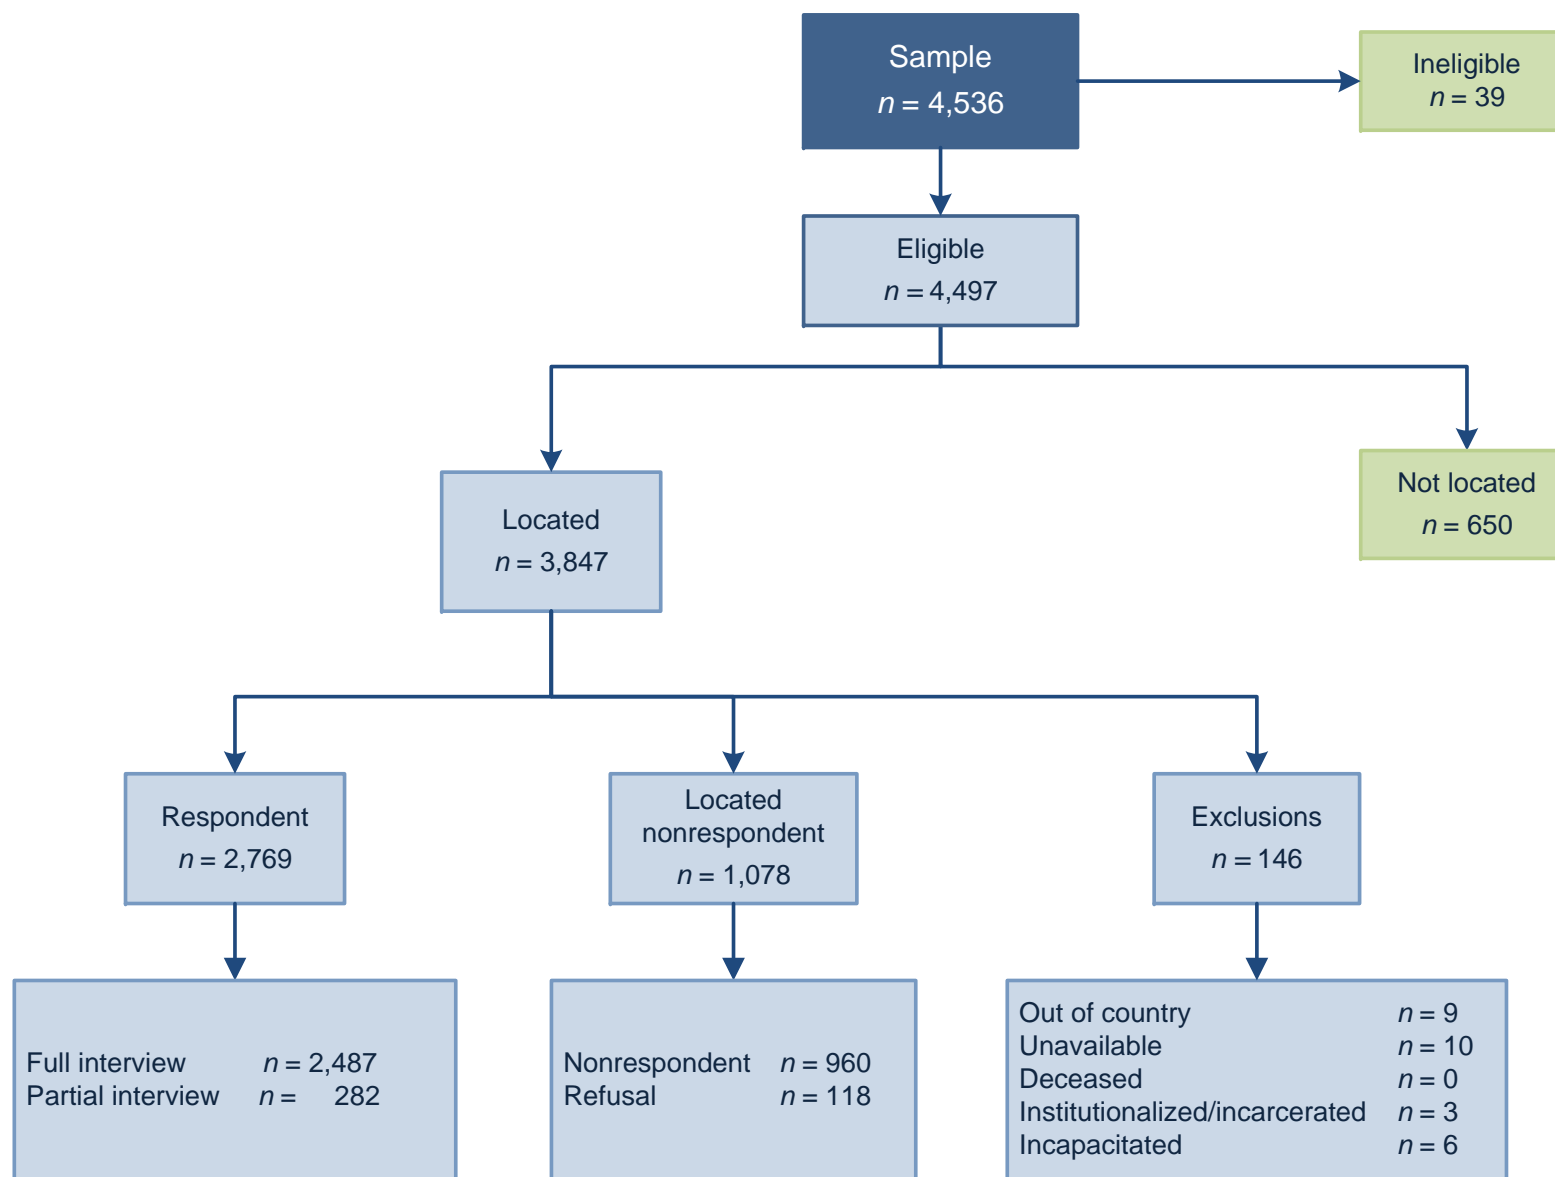 Sample
n = 4,536
Ineligible
n = 39
Eligible
n = 4,497
Located
n = 3,847
Not located
n = 650
Respondent
n = 2,769
Located
nonrespondent
n = 1,078
Exclusions
n = 146
Full interview n = 2,487
Partial interview n = 282
Nonrespondent n = 960
Refusal n = 118
Out of country n = 9
Unavailable n = 10
Deceased n = 0
Institutionalized/incarcerated n = 3
Incapacitated n = 6